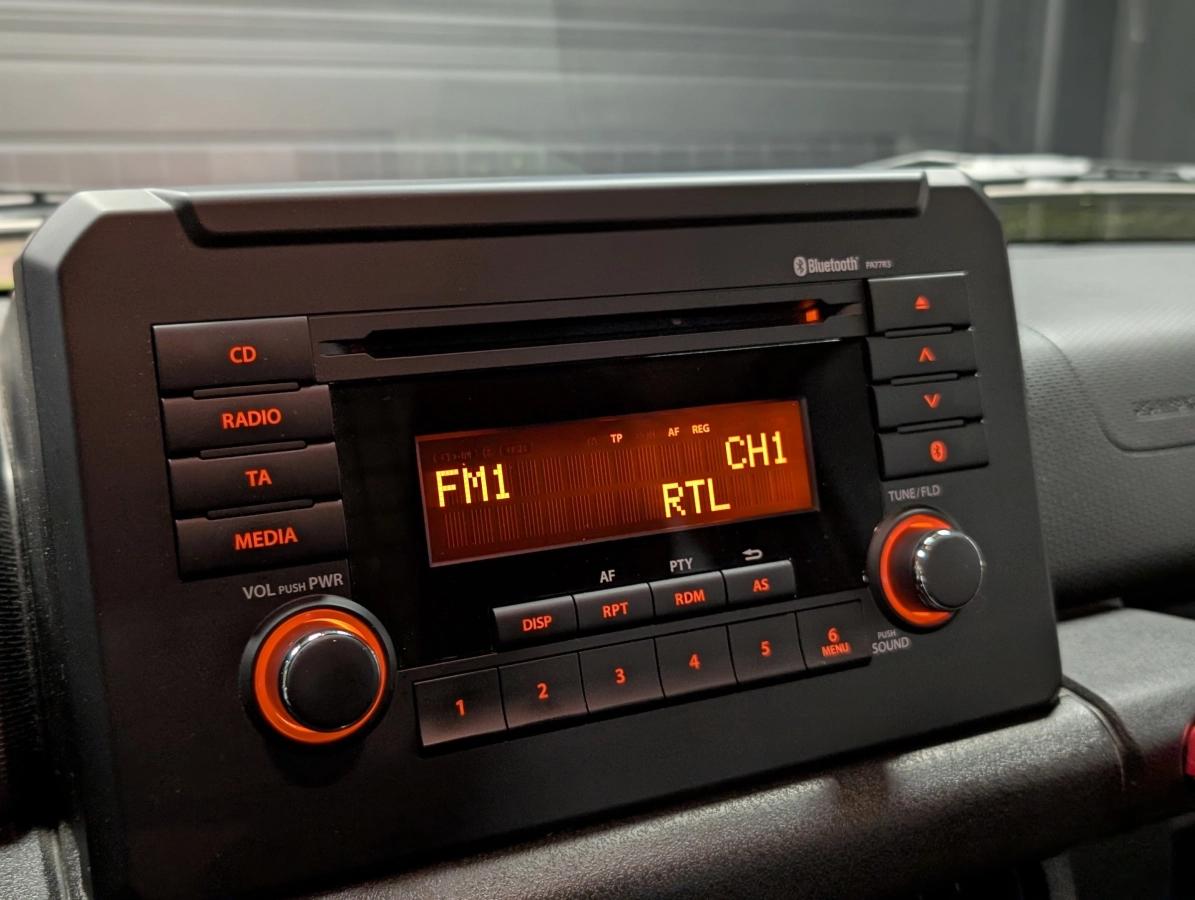 Bluetooth PA77R3
CD
RADIO
TA
MEDIA
TP AF REG
FM1 CH1
RTL
TUNE/FLD
VOL PUSH PWR
AF PTY
DISP RPT RDM AS
PUSH
SOUND
1 2 3 4 5 6
MENU